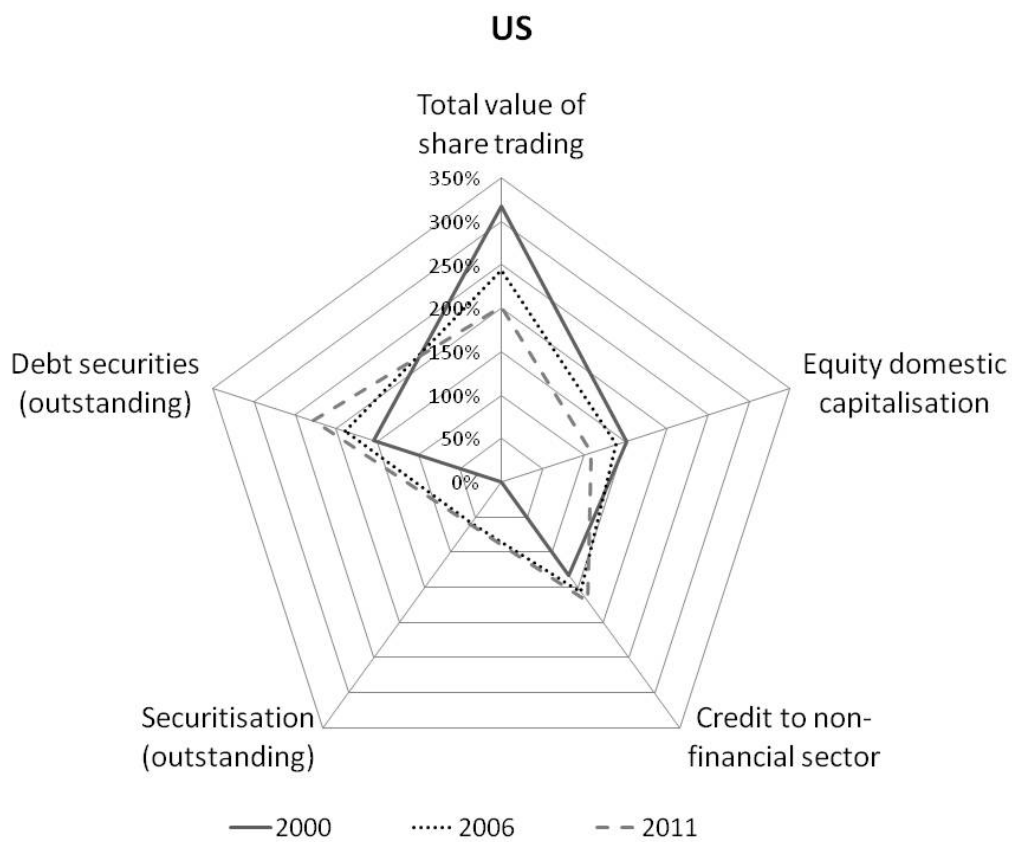 US
Total value of
share trading
350%
300%
250%
200%
150%
100%
50%
0%
Debt securities
(outstanding)
Equity domestic
capitalisation
Securitisation
(outstanding)
Credit to non-
financial sector
2000
2006
2011